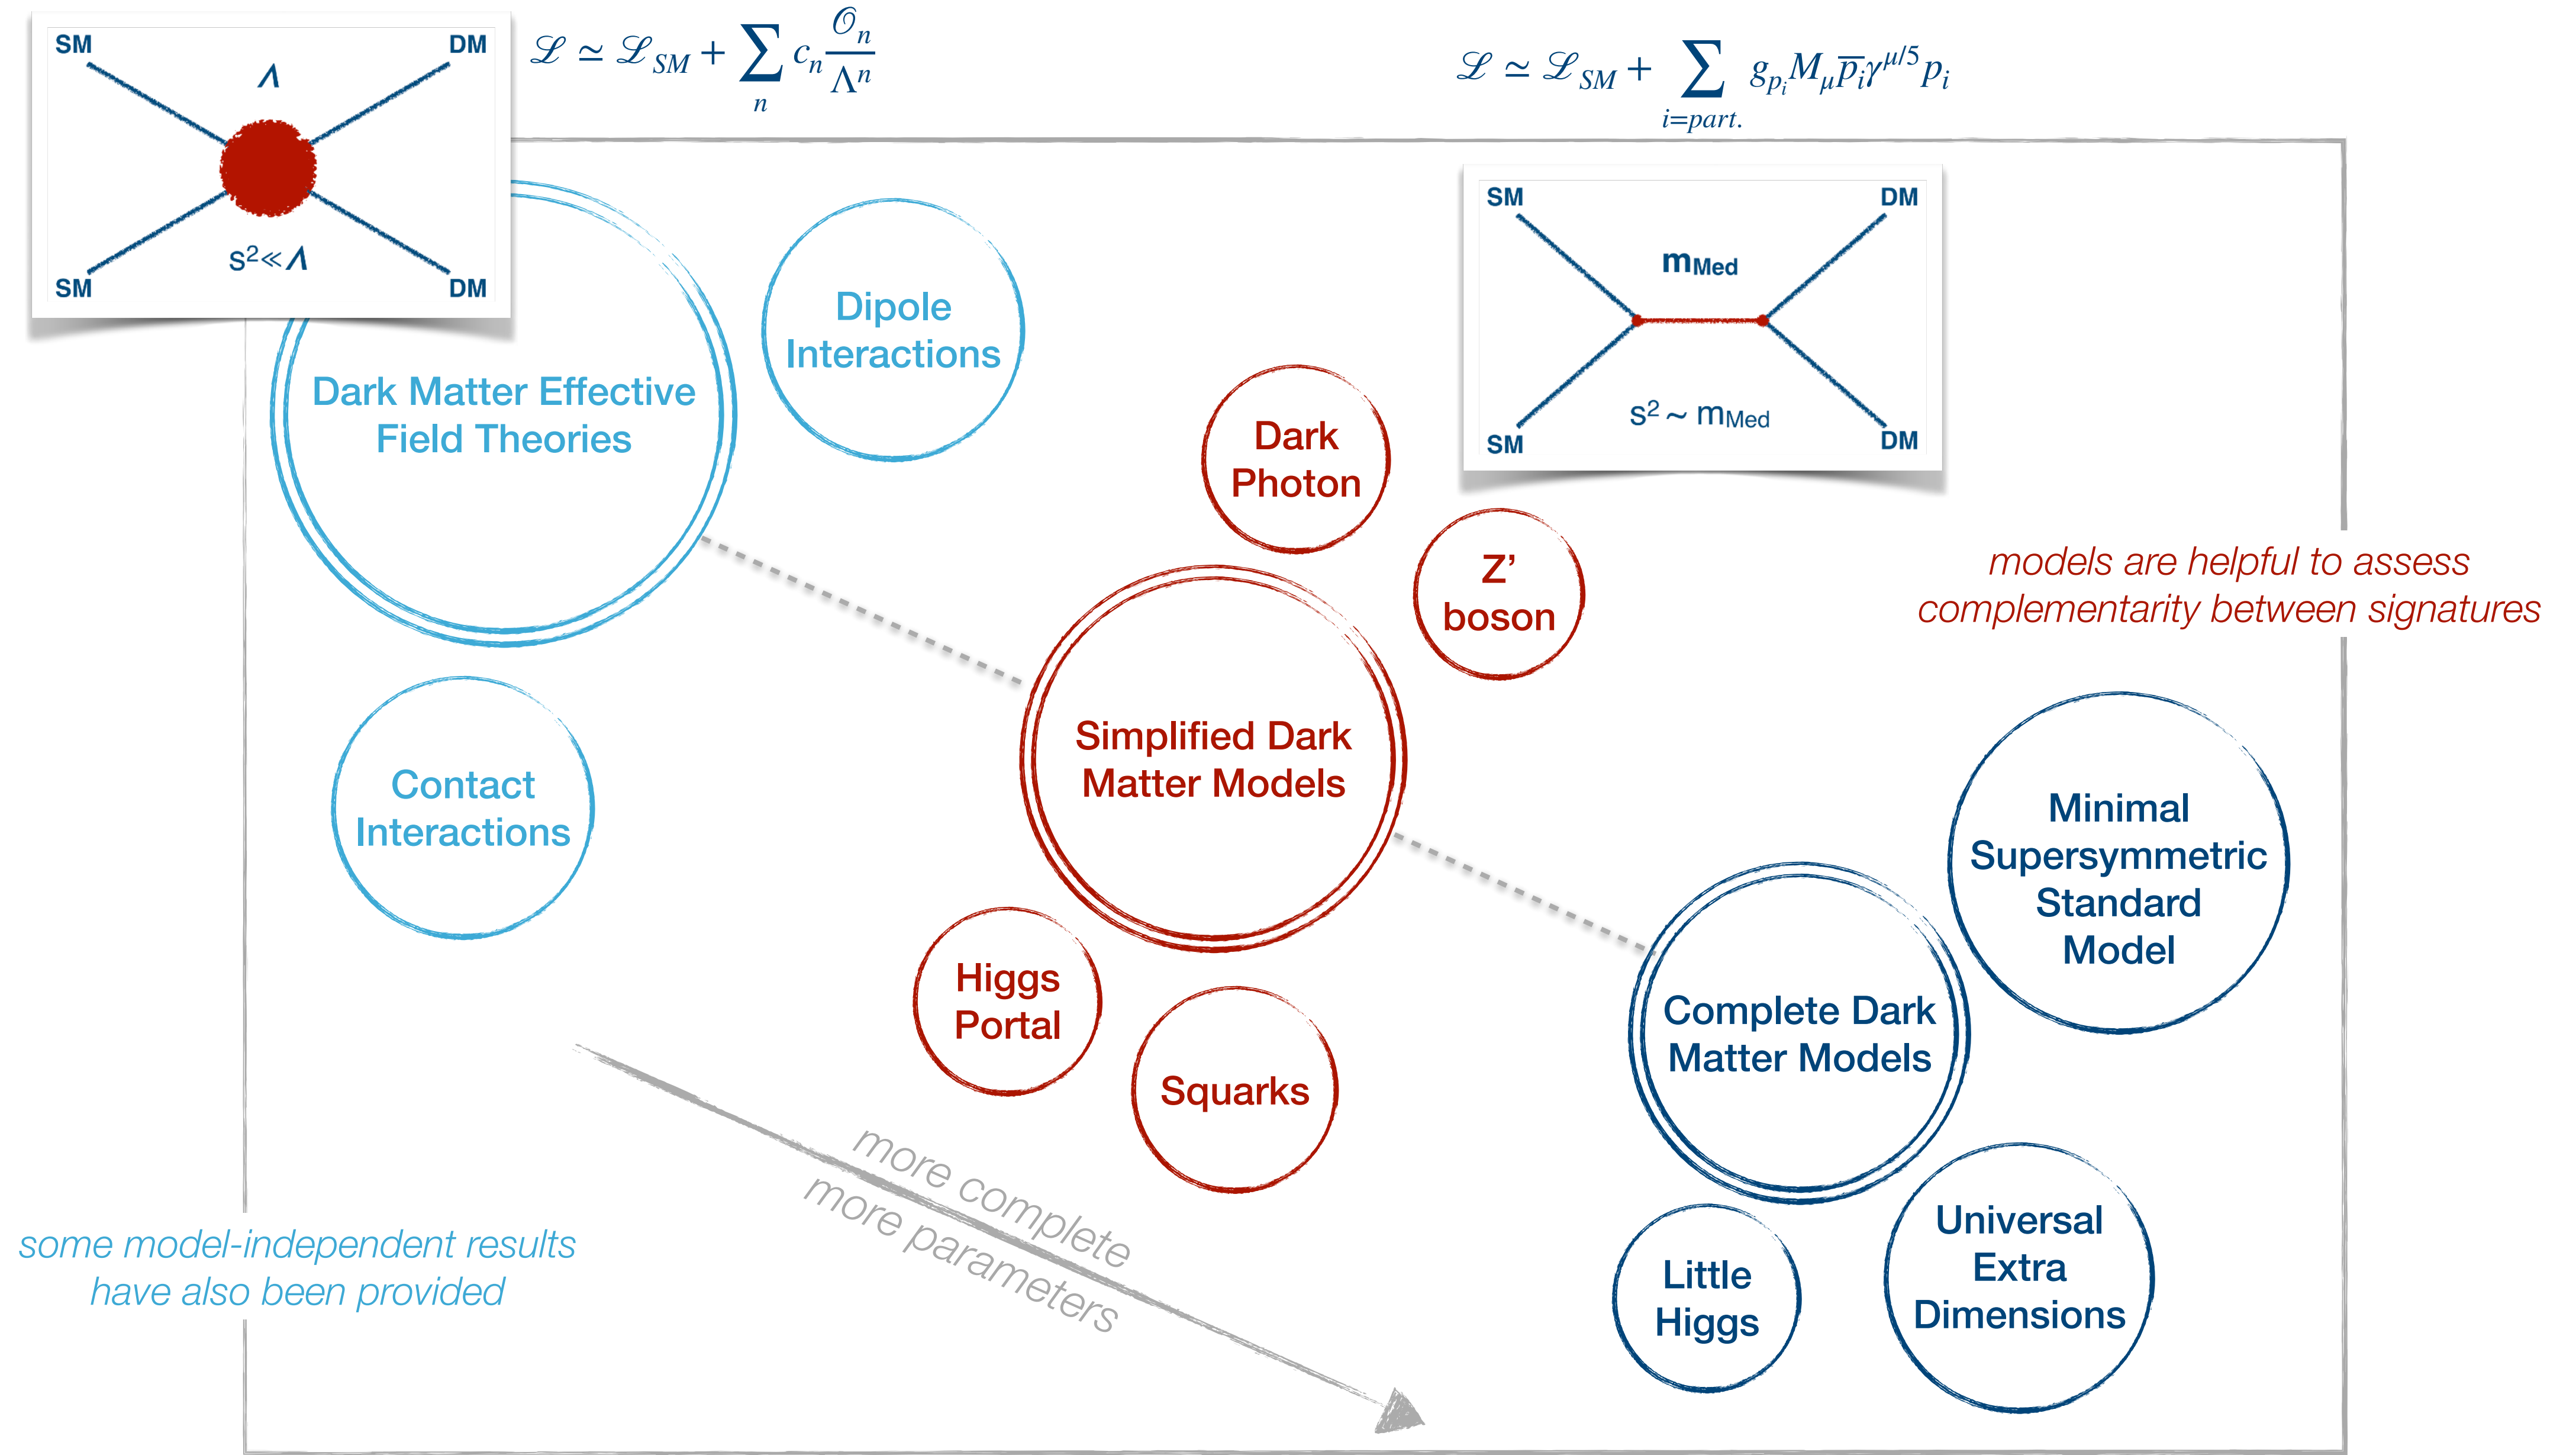 SM
DM
Λ
s²≪Λ
SM
DM
ℒ ≃ ℒ_SM + ∑_n c_n 𝒪_n/Λ^n
ℒ ≃ ℒ_SM + ∑_{i=part.} g_{p_i} M_μ p̄_i γ^{μ/5} p_i
SM
DM
m_Med
s² ~ m_Med
SM
DM
Dark Matter Effective
Field Theories
Dipole
Interactions
Contact
Interactions
Dark
Photon
Z’
boson
Simplified Dark
Matter Models
Higgs
Portal
Squarks
models are helpful to assess
complementarity between signatures
Minimal
Supersymmetric
Standard
Model
Complete Dark
Matter Models
Little
Higgs
Universal
Extra
Dimensions
more complete
more parameters
some model-independent results
have also been provided